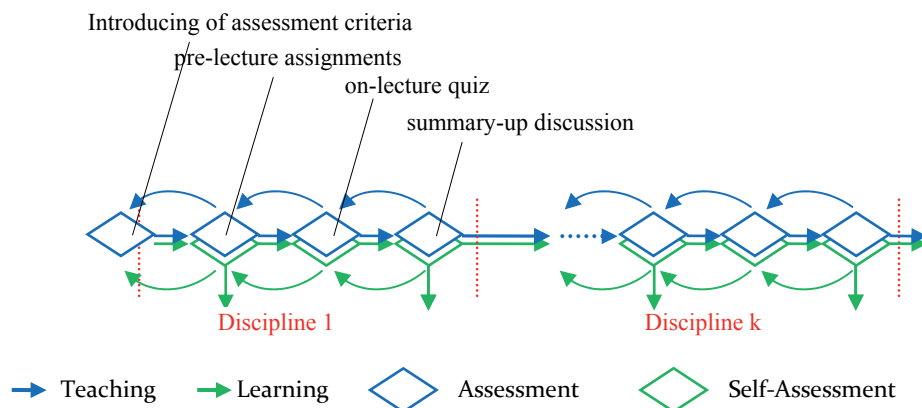 Introducing of assessment criteria
pre-lecture assignments
on-lecture quiz
summary-up discussion
Discipline 1
Discipline k
Teaching
Learning
Assessment
Self-Assessment